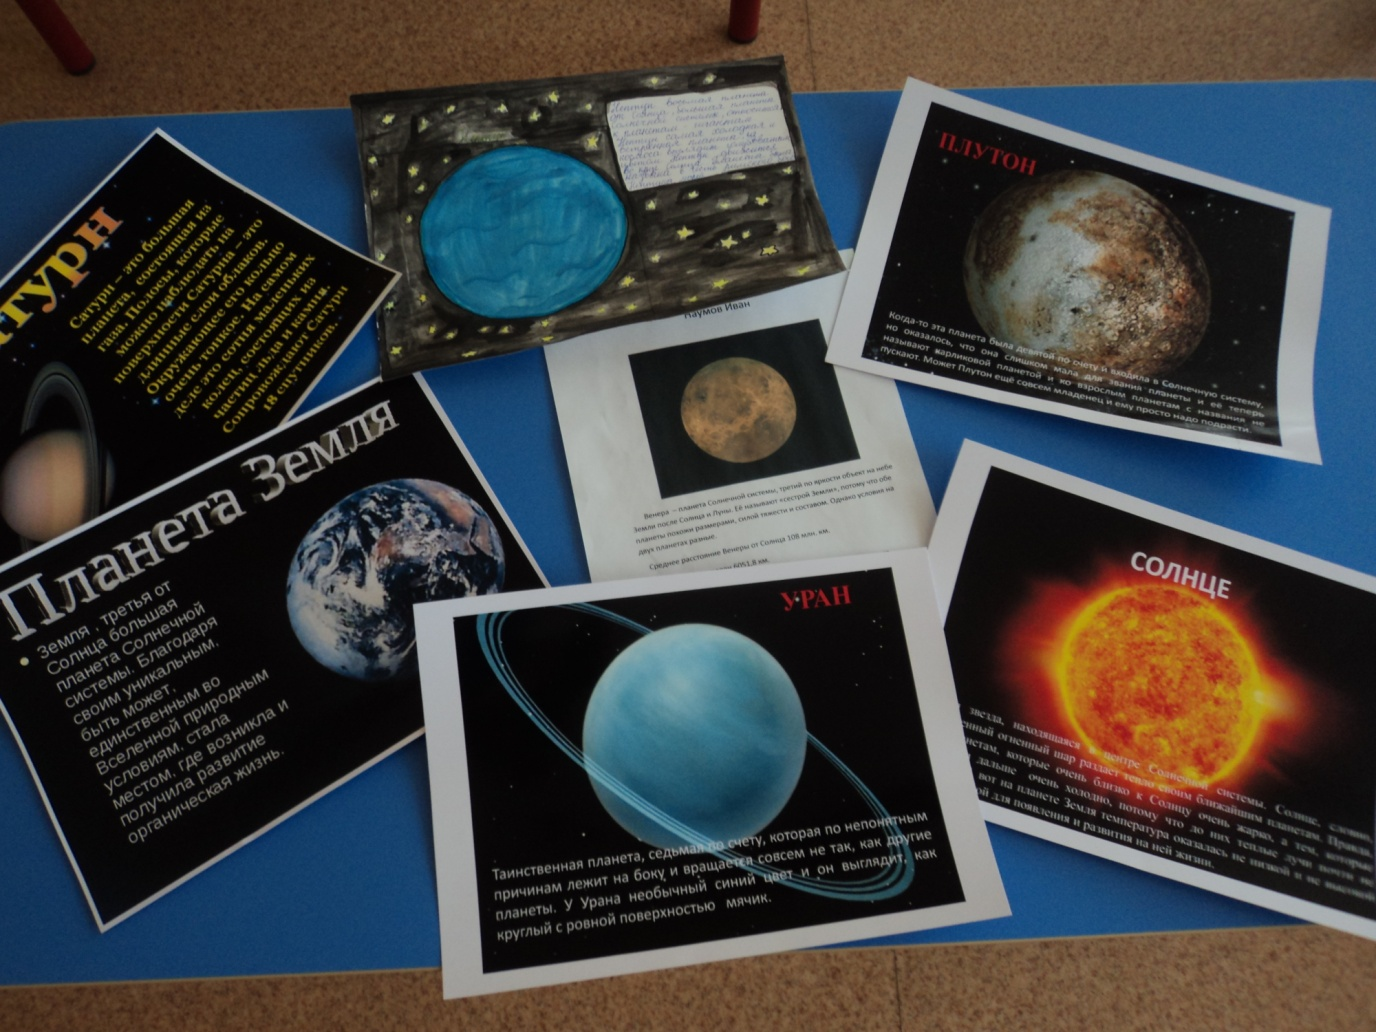 Сатурн – это большая
планета, состоящая из
газа. Полосы, которые
можно наблюдать на
поверхности Сатурна – это
длинные слои облаков.
Окружающее его кольцо
очень тонкое. На самом
деле, это сотни маленьких
колец, состоящих из
частиц льда и камня.
Сопровождают Сатурн
18 спутников.
Планета Земля
Земля , третья от
Солнца большая
планета Солнечной
системы. Благодаря
своим уникальным,
быть может,
единственным во
Вселенной природным
условиям, стала
местом, где возникла и
получила развитие
органическая жизнь.
Наумов Иван
Венера – планета Солнечной системы, третий по яркости объект на небе
Земли после Солнца и Луны. Её называют «сестрой Земли», потому что обе
планеты похожи размерами, силой тяжести и составом. Однако условия на
двух планетах разные.
Среднее расстояние Венеры от Солнца 108 млн. км.
6051,8 км.
ПЛУТОН
Когда-то эта планета была девятой по счету и входила в Солнечную систему,
но оказалось, что она слишком мала для звания планеты и её теперь
называют карликовой планетой и ко взрослым планетам с названия не
пускают. Может Плутон ещё совсем младенец и ему просто надо подрасти.
УРАН
Таинственная планета, седьмая по счету, которая по непонятным
причинам лежит на боку и вращается совсем не так, как другие
планеты. У Урана необычный синий цвет и он выглядит, как
круглый с ровной поверхностью мячик.
СОЛНЦЕ
звезда, находящаяся в центре Солнечной системы. Солнце, словно
огненный шар раздает тепло своим ближайшим планетам. Правда,
которые очень близко к Солнцу очень жарко, а тем, которые
дальше очень холодно, потому что до них теплые лучи почти не
вот на планете Земля температура оказалась не низкой и не высокой
для появления и развития на ней жизни.